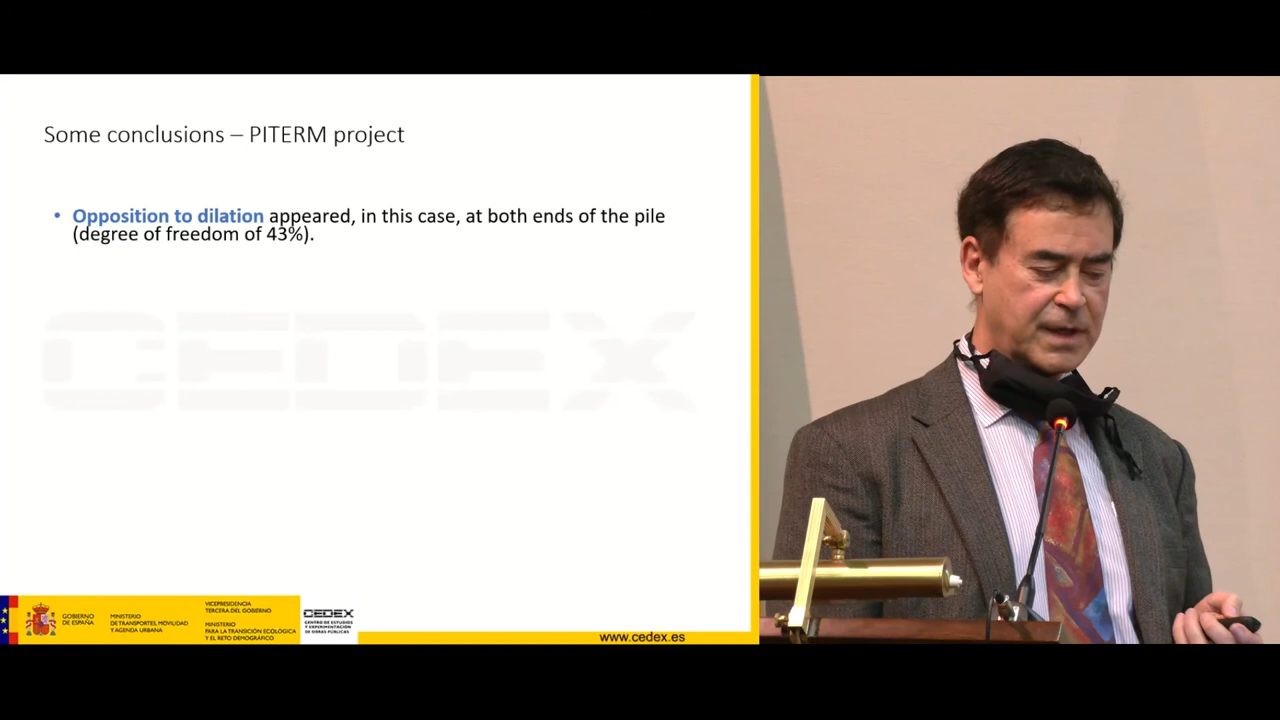 Some conclusions – PITERM project
• Opposition to dilation appeared, in this case, at both ends of the pile
(degree of freedom of 43%).
CEDEX
GOBIERNO
DE ESPAÑA
MINISTERIO
DE TRANSPORTES, MOVILIDAD
Y AGENDA URBANA
VICEPRESIDENCIA
TERCERA DEL GOBIERNO
MINISTERIO
PARA LA TRANSICIÓN ECOLÓGICA
Y EL RETO DEMOGRÁFICO
CEDEX
CENTRO DE ESTUDIOS
Y EXPERIMENTACIÓN
DE OBRAS PÚBLICAS
www.cedex.es